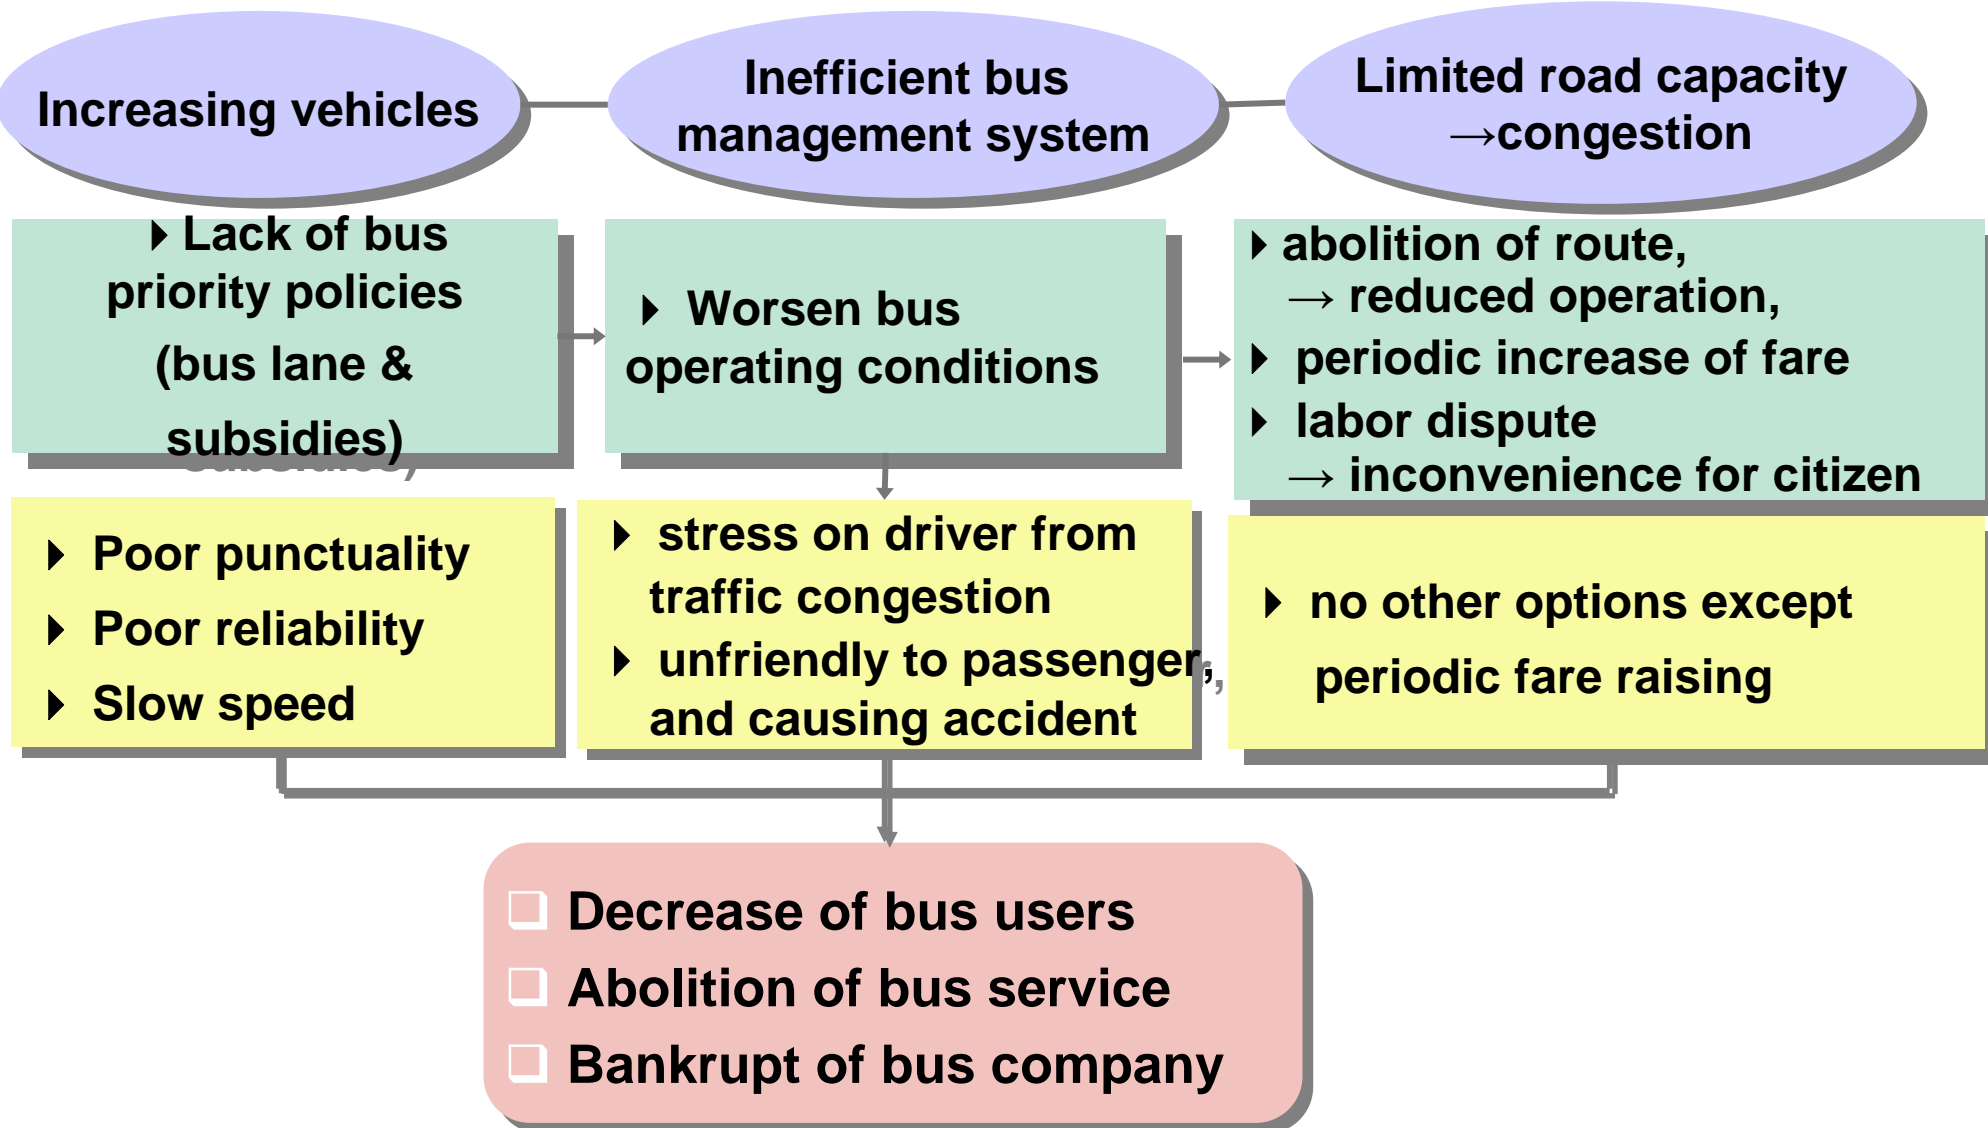 Increasing vehicles
Inefficient bus
management system
Limited road capacity
→congestion
Lack of bus
priority policies
(bus lane &
subsidies)
Worsen bus
operating conditions
abolition of route,
→ reduced operation,
periodic increase of fare
labor dispute
→ inconvenience for citizen
Poor punctuality
Poor reliability
Slow speed
stress on driver from
traffic congestion
unfriendly to passenger,
and causing accident
no other options except
periodic fare raising
Decrease of bus users
Abolition of bus service
Bankrupt of bus company